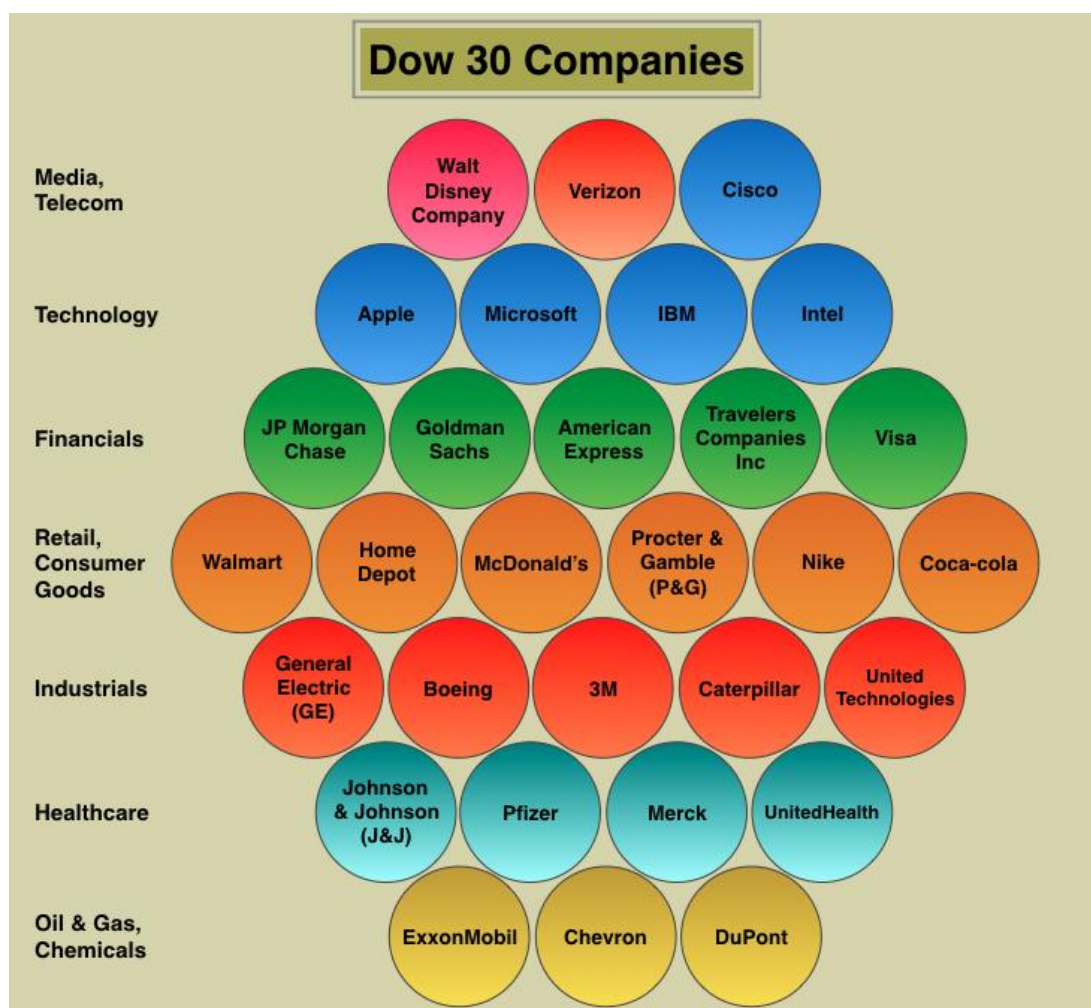 Dow 30 Companies
Media,
Telecom
Walt
Disney
Company
Verizon
Cisco
Technology
Apple
Microsoft
IBM
Intel
Financials
JP Morgan
Chase
Goldman
Sachs
American
Express
Travelers
Companies
Inc
Visa
Retail,
Consumer
Goods
Walmart
Home
Depot
McDonald's
Procter &
Gamble
(P&G)
Nike
Coca-cola
Industrials
General
Electric
(GE)
Boeing
3M
Caterpillar
United
Technologies
Healthcare
Johnson
& Johnson
(J&J)
Pfizer
Merck
UnitedHealth
Oil & Gas,
Chemicals
ExxonMobil
Chevron
DuPont